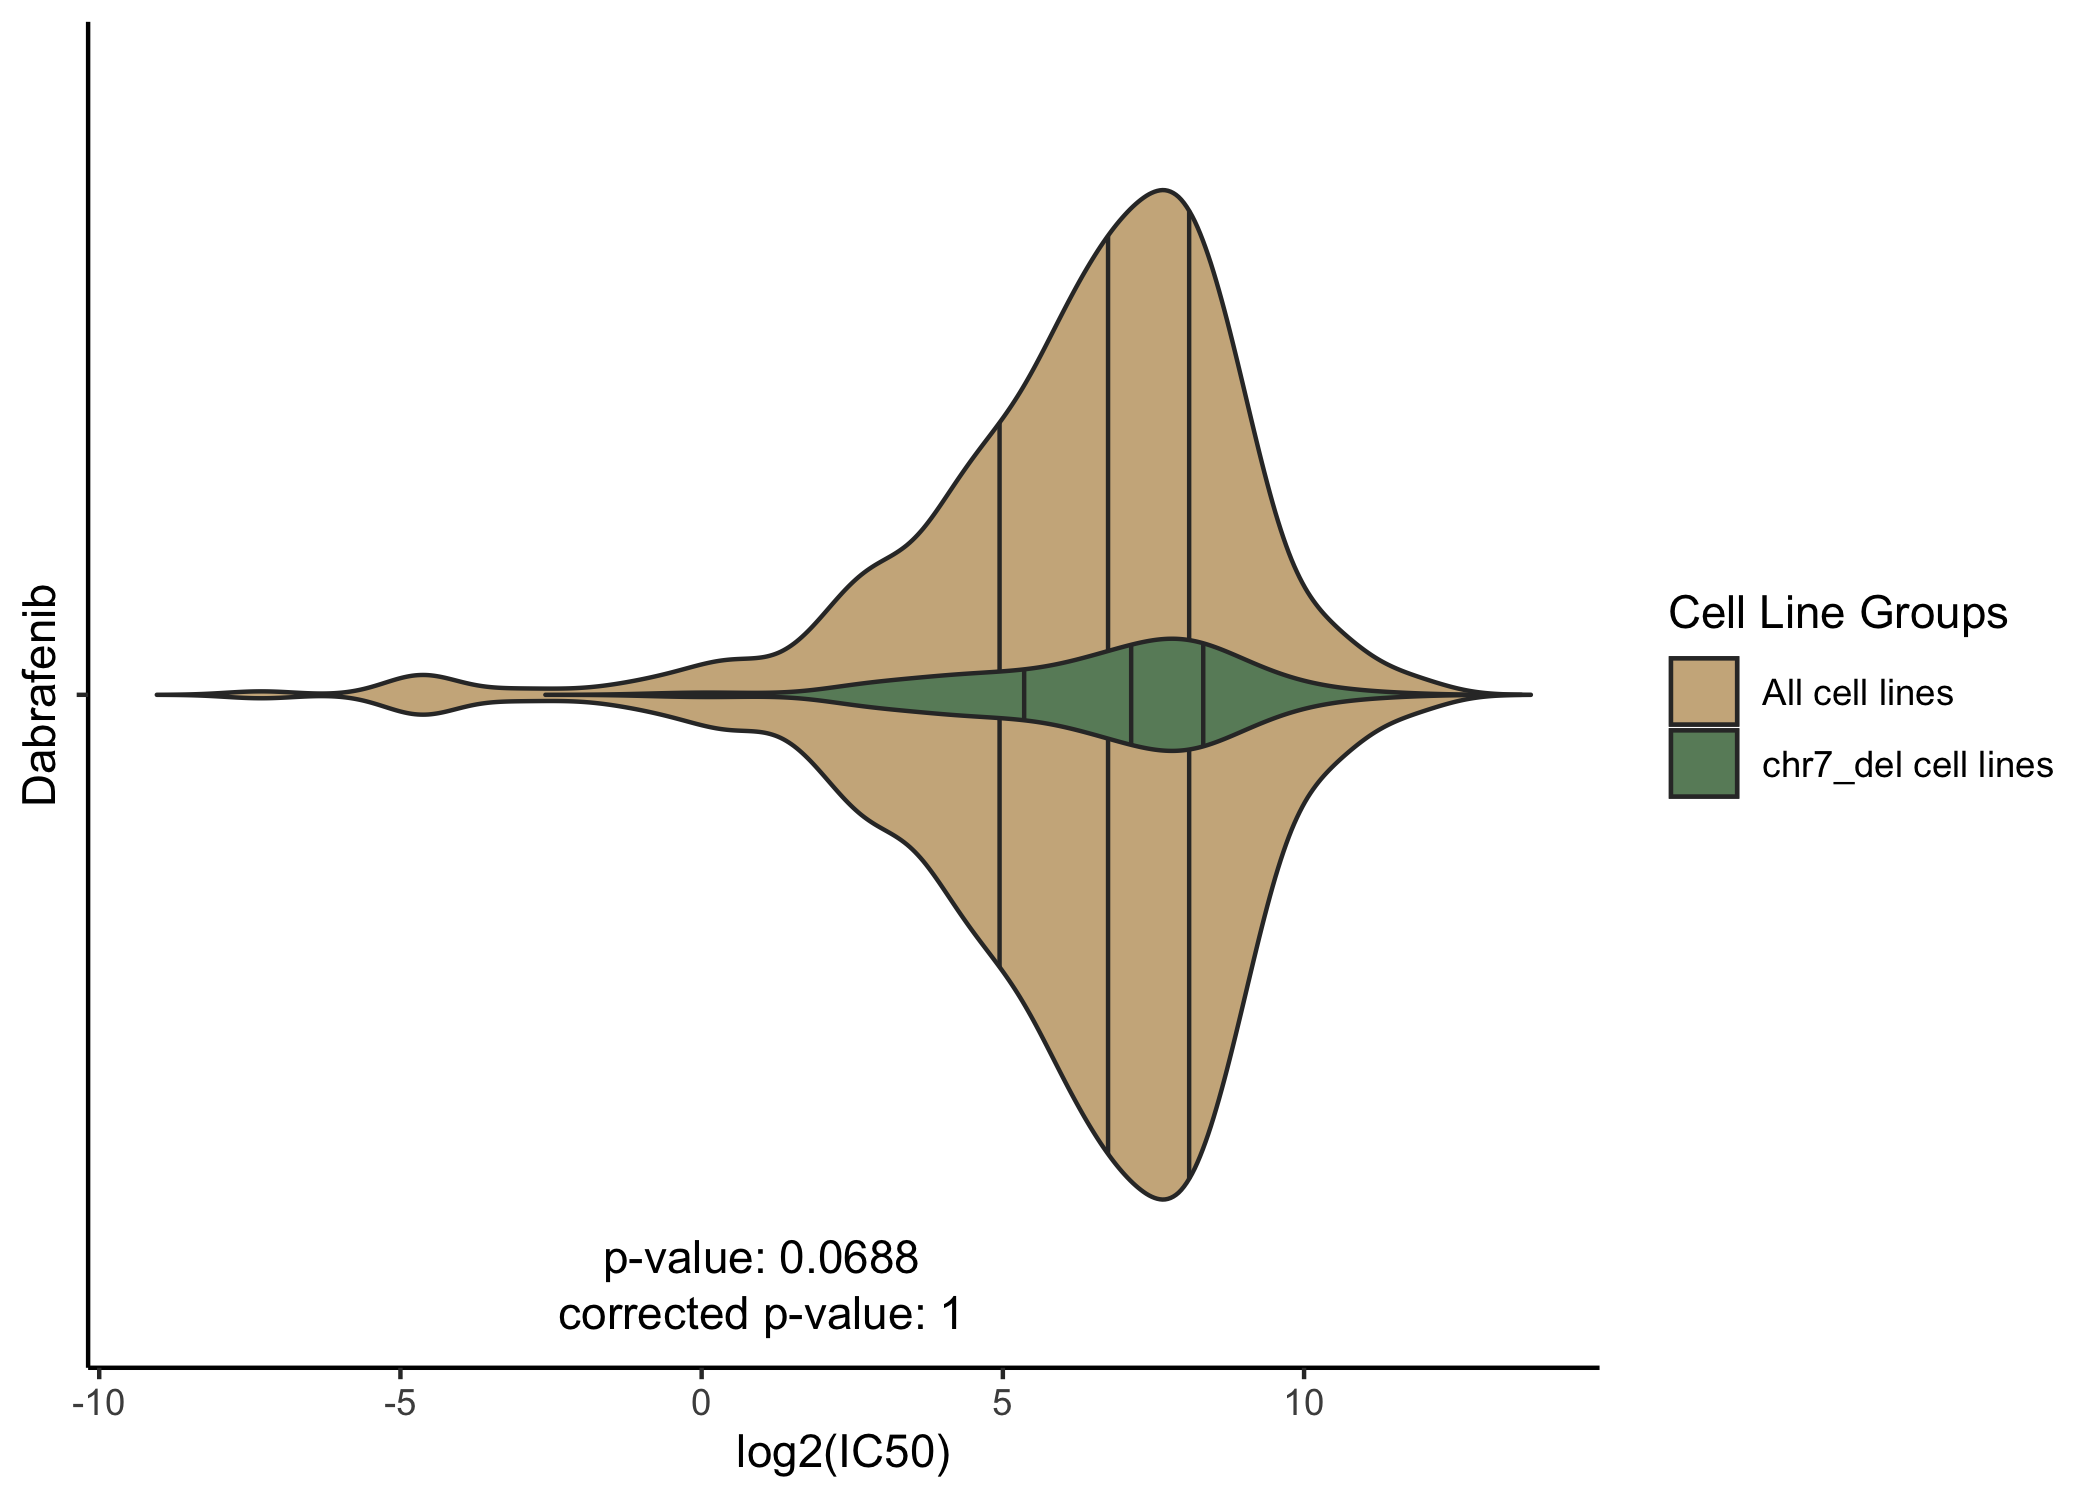 Dabrafenib
p-value: 0.0688
corrected p-value: 1
-10 -5 0 5 10
log2(IC50)
Cell Line Groups
All cell lines
chr7_del cell lines